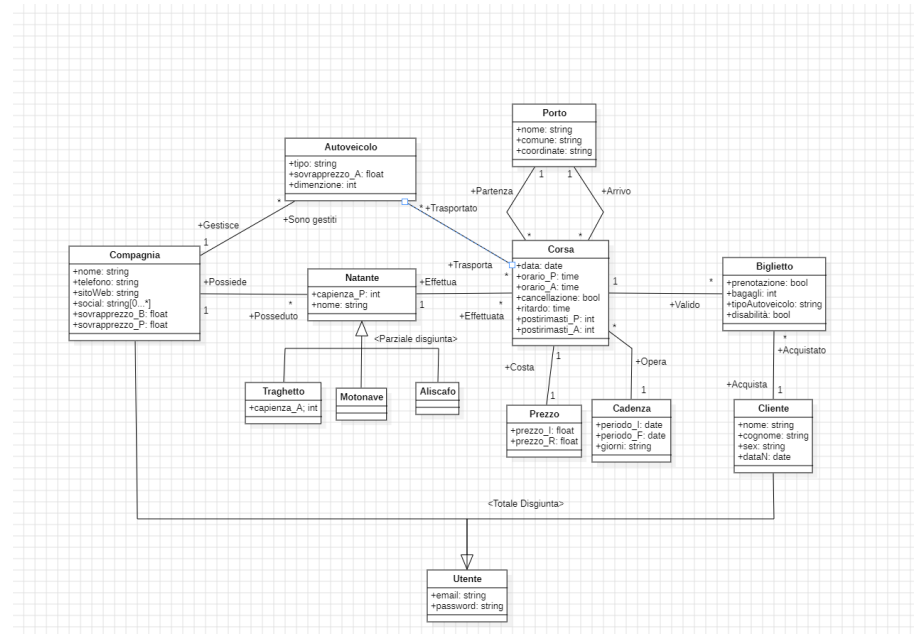 Porto
+nome: string
+comune: string
+coordinate: string
1
1
+Partenza
+Arrivo
*
*
Autoveicolo
+tipo: string
+sovrapprezzo_A: float
+dimenzione: int
*
+Sono gestiti
+Gestisce
1
* +Trasportato
+Trasporta
*
Compagnia
+nome: string
+telefono: string
+sitoWeb: string
+social: string[0...*]
+sovrapprezzo_B: float
+sovrapprezzo_P: float
+Possiede
1
*
+Posseduto
Natante
+capienza_P: int
+nome: string
+Effettua
1
*
+Effettuata
Corsa
+data: date
+orario_P: time
+orario_A: time
+cancellazione: bool
+ritardo: time
+postirimasti_P: int
+postirimasti_A: int
1
*
+Valido
Biglietto
+prenotazione: bool
+bagagli: int
+tipoAutoveicolo: string
+disabilità: bool
*
+Acquistato
+Acquista
1
<Parziale disgiunta>
Traghetto
+capienza_A; int
Motonave
Aliscafo
+Costa
1
1
*
+Opera
1
Prezzo
+prezzo_I: float
+prezzo_R: float
Cadenza
+periodo_I: date
+periodo_F: date
+giorni: string
Cliente
+nome: string
+cognome: string
+sex: string
+dataN: date
<Totale Disgiunta>
Utente
+email: string
+password: string